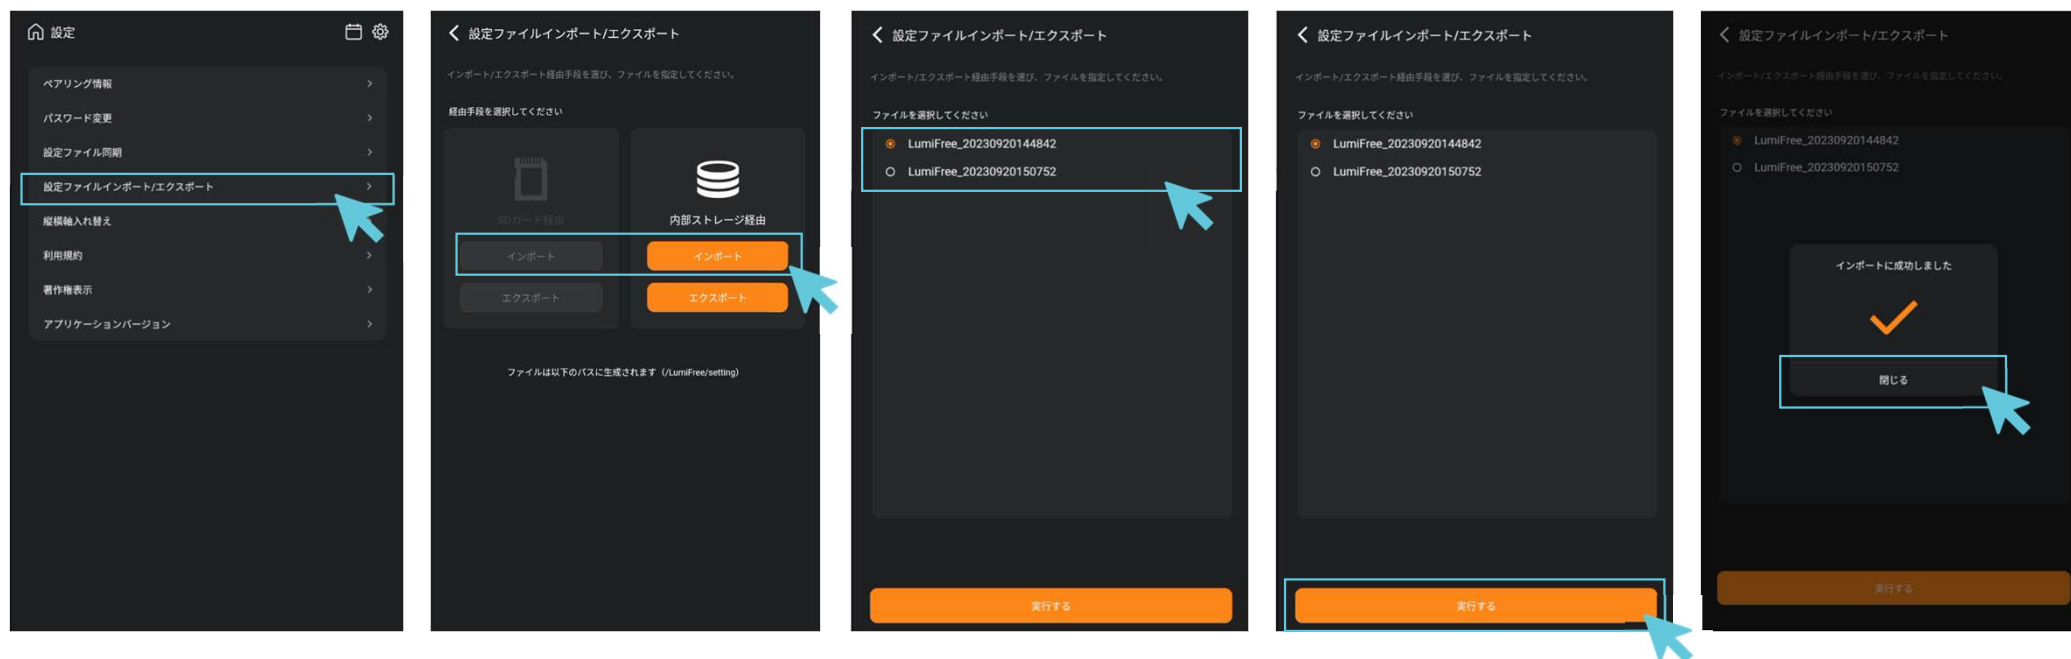 設定
ペアリング情報
パスワード変更
設定ファイル同期
設定ファイルインポート/エクスポート
縦横軸入れ替え
利用規約
著作権表示
アプリケーションバージョン
設定ファイルインポート/エクスポート
インポート/エクスポート経由手段を選び、ファイルを指定してください。
経由手段を選択してください
SDカード経由
内部ストレージ経由
インポート
インポート
エクスポート
エクスポート
ファイルは以下のパスに生成されます（/LumiFree/setting)
設定ファイルインポート/エクスポート
インポート/エクスポート経由手段を選び、ファイルを指定してください。
ファイルを選択してください
LumiFree_20230920144842
LumiFree_20230920150752
実行する
設定ファイルインポート/エクスポート
インポート/エクスポート経由手段を選び、ファイルを指定してください。
ファイルを選択してください
LumiFree_20230920144842
LumiFree_20230920150752
実行する
設定ファイルインポート/エクスポート
インポート/エクスポート経由手段を選び、ファイルを指定してください。
ファイルを選択してください
LumiFree_20230920144842
LumiFree_20230920150752
インポートに成功しました
閉じる
実行する